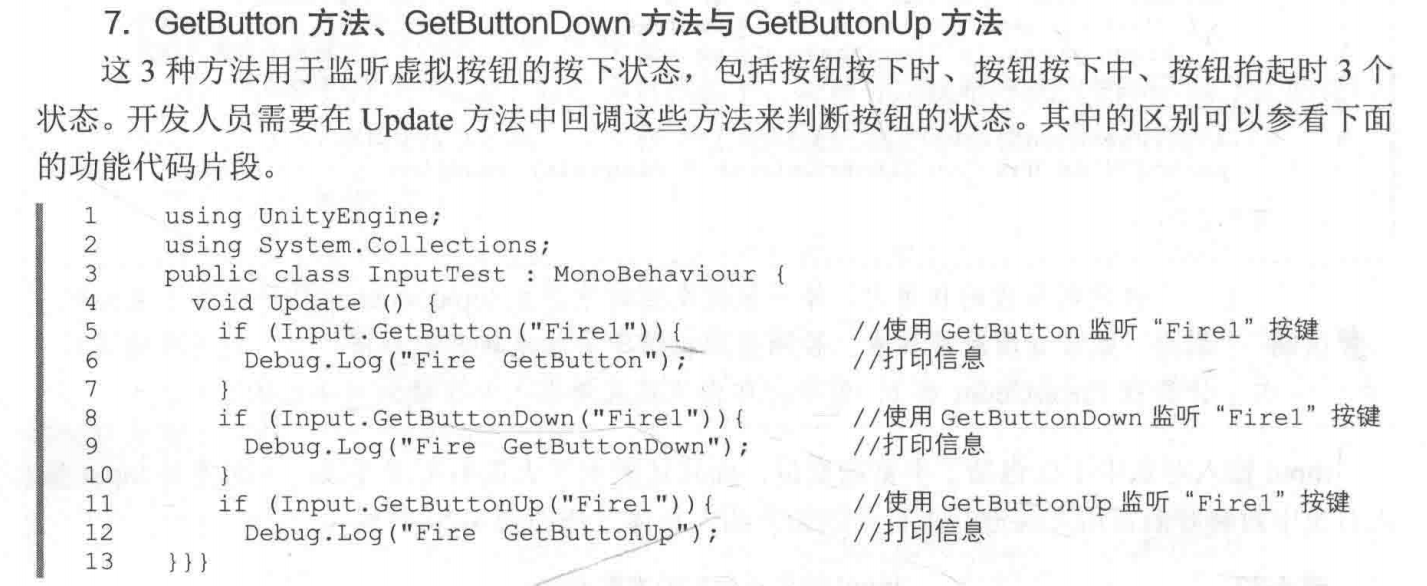 7. GetButton 方法、GetButtonDown 方法与 GetButtonUp 方法
这 3 种方法用于监听虚拟按钮的按下状态，包括按钮按下时、按钮按下中、按钮抬起时 3 个
状态。开发人员需要在 Update 方法中回调这些方法来判断按钮的状态，其中的区别可以参看下面
的功能代码片段。
1 using UnityEngine;
2 using System.Collections;
3 public class InputTest : MonoBehaviour {
4 void Update () {
5 if (Input.GetButton("Fire1")){ //使用 GetButton 监听“Fire1”按键
6 Debug.Log("Fire GetButton"); //打印信息
7 }
8 if (Input.GetButtonDown("Fire1")){ //使用 GetButtonDown 监听“Fire1”按键
9 Debug.Log("Fire GetButtonDown"); //打印信息
10 }
11 if (Input.GetButtonUp("Fire1")){ //使用 GetButtonUp 监听“Fire1”按键
12 Debug.Log("Fire GetButtonUp"); //打印信息
13 }}}